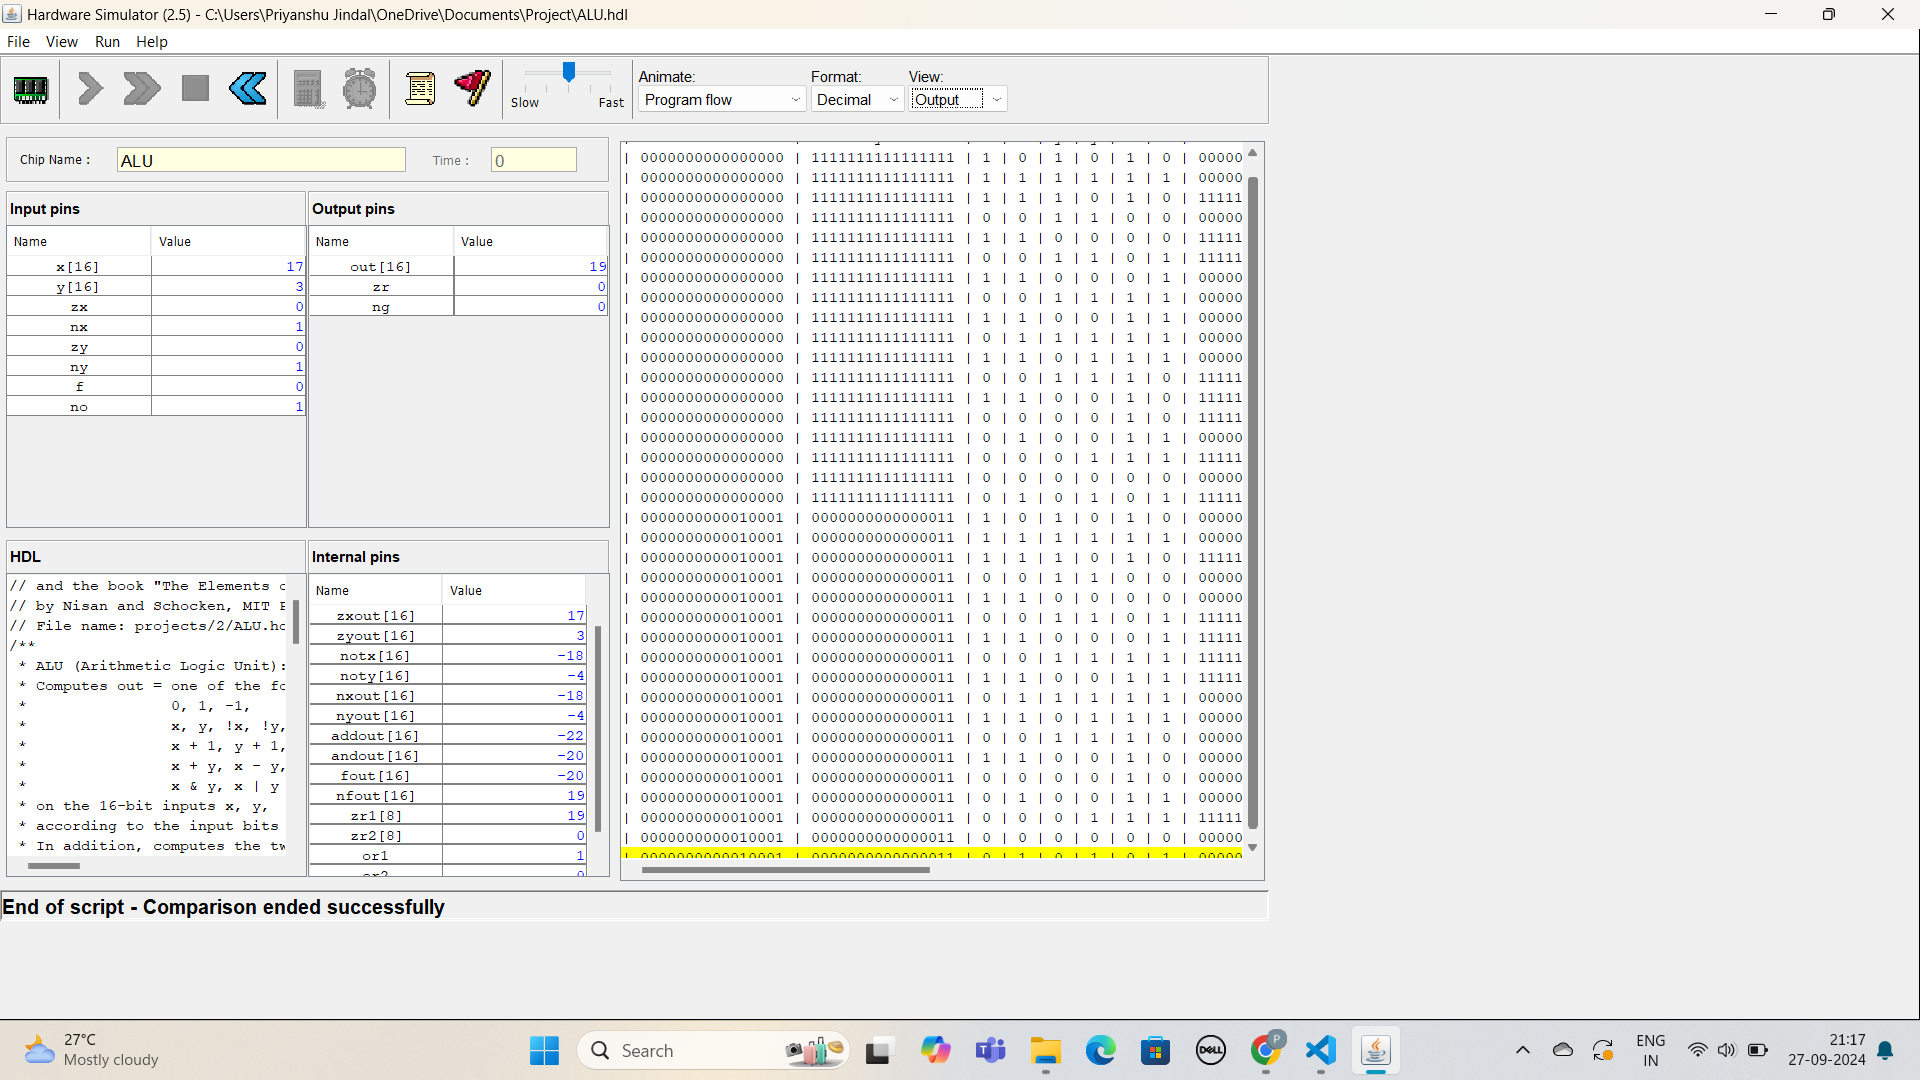 Hardware Simulator (2.5) - C:\Users\Priyanshu Jindal\OneDrive\Documents\Project\ALU.hdl
File View Run Help
Slow Fast
Animate: Format: View:
Program flow Decimal Output
Chip Name : ALU Time : 0
Input pins
Name Value
x[16] 17
y[16] 3
zx 0
nx 1
zy 0
ny 1
f 0
no 1
Output pins
Name Value
out[16] 19
zr 0
ng 0
HDL
// and the book "The Elements o
// by Nisan and Schocken, MIT P
// File name: projects/2/ALU.hd
/**
* ALU (Arithmetic Logic Unit):
* Computes out = one of the fo
* 0, 1, -1,
* x, y, !x, !y,
* x + 1, y + 1,
* x + y, x - y,
* x & y, x | y
* on the 16-bit inputs x, y,
* according to the input bits
* In addition, computes the tw
Internal pins
Name Value
zxout[16] 17
zyout[16] 3
notx[16] -18
noty[16] -4
nxout[16] -18
nyout[16] -4
addout[16] -22
andout[16] -20
fout[16] -20
nfout[16] 19
zr1[8] 19
zr2[8] 0
or1 1
or2 0
| 0000000000000000 | 1111111111111111 | 1 | 0 | 1 | 0 | 1 | 0 | 00000
| 0000000000000000 | 1111111111111111 | 1 | 1 | 1 | 1 | 1 | 1 | 00000
| 0000000000000000 | 1111111111111111 | 1 | 1 | 1 | 0 | 1 | 0 | 11111
| 0000000000000000 | 1111111111111111 | 0 | 0 | 1 | 1 | 0 | 0 | 00000
| 0000000000000000 | 1111111111111111 | 1 | 1 | 0 | 0 | 0 | 0 | 11111
| 0000000000000000 | 1111111111111111 | 0 | 0 | 1 | 1 | 0 | 1 | 11111
| 0000000000000000 | 1111111111111111 | 1 | 1 | 0 | 0 | 0 | 1 | 00000
| 0000000000000000 | 1111111111111111 | 0 | 0 | 1 | 1 | 1 | 1 | 00000
| 0000000000000000 | 1111111111111111 | 1 | 1 | 0 | 0 | 1 | 1 | 00000
| 0000000000000000 | 1111111111111111 | 0 | 1 | 1 | 1 | 1 | 1 | 00000
| 0000000000000000 | 1111111111111111 | 1 | 1 | 0 | 1 | 1 | 1 | 00000
| 0000000000000000 | 1111111111111111 | 0 | 0 | 1 | 1 | 1 | 0 | 11111
| 0000000000000000 | 1111111111111111 | 1 | 1 | 0 | 0 | 1 | 0 | 11111
| 0000000000000000 | 1111111111111111 | 0 | 0 | 0 | 0 | 1 | 0 | 11111
| 0000000000000000 | 1111111111111111 | 0 | 1 | 0 | 0 | 1 | 1 | 00000
| 0000000000000000 | 1111111111111111 | 0 | 0 | 0 | 1 | 1 | 1 | 11111
| 0000000000000000 | 1111111111111111 | 0 | 0 | 0 | 0 | 0 | 0 | 00000
| 0000000000000000 | 1111111111111111 | 0 | 1 | 0 | 1 | 0 | 1 | 11111
| 0000000000010001 | 0000000000000011 | 1 | 0 | 1 | 0 | 1 | 0 | 00000
| 0000000000010001 | 0000000000000011 | 1 | 1 | 1 | 1 | 1 | 1 | 00000
| 0000000000010001 | 0000000000000011 | 1 | 1 | 1 | 0 | 1 | 0 | 11111
| 0000000000010001 | 0000000000000011 | 0 | 0 | 1 | 1 | 0 | 0 | 00000
| 0000000000010001 | 0000000000000011 | 1 | 1 | 0 | 0 | 0 | 0 | 00000
| 0000000000010001 | 0000000000000011 | 0 | 0 | 1 | 1 | 0 | 1 | 11111
| 0000000000010001 | 0000000000000011 | 1 | 1 | 0 | 0 | 0 | 1 | 11111
| 0000000000010001 | 0000000000000011 | 0 | 0 | 1 | 1 | 1 | 1 | 11111
| 0000000000010001 | 0000000000000011 | 1 | 1 | 0 | 0 | 1 | 1 | 11111
| 0000000000010001 | 0000000000000011 | 0 | 1 | 1 | 1 | 1 | 1 | 00000
| 0000000000010001 | 0000000000000011 | 1 | 1 | 0 | 1 | 1 | 1 | 00000
| 0000000000010001 | 0000000000000011 | 0 | 0 | 1 | 1 | 1 | 0 | 00000
| 0000000000010001 | 0000000000000011 | 1 | 1 | 0 | 0 | 1 | 0 | 00000
| 0000000000010001 | 0000000000000011 | 0 | 0 | 0 | 0 | 1 | 0 | 00000
| 0000000000010001 | 0000000000000011 | 0 | 1 | 0 | 0 | 1 | 1 | 00000
| 0000000000010001 | 0000000000000011 | 0 | 0 | 0 | 1 | 1 | 1 | 11111
| 0000000000010001 | 0000000000000011 | 0 | 0 | 0 | 0 | 0 | 0 | 00000
| 0000000000010001 | 0000000000000011 | 0 | 1 | 0 | 1 | 0 | 1 | 00000
End of script - Comparison ended successfully
27°C
Mostly cloudy
Search
DELL
P
ENG
IN
21:17
27-09-2024